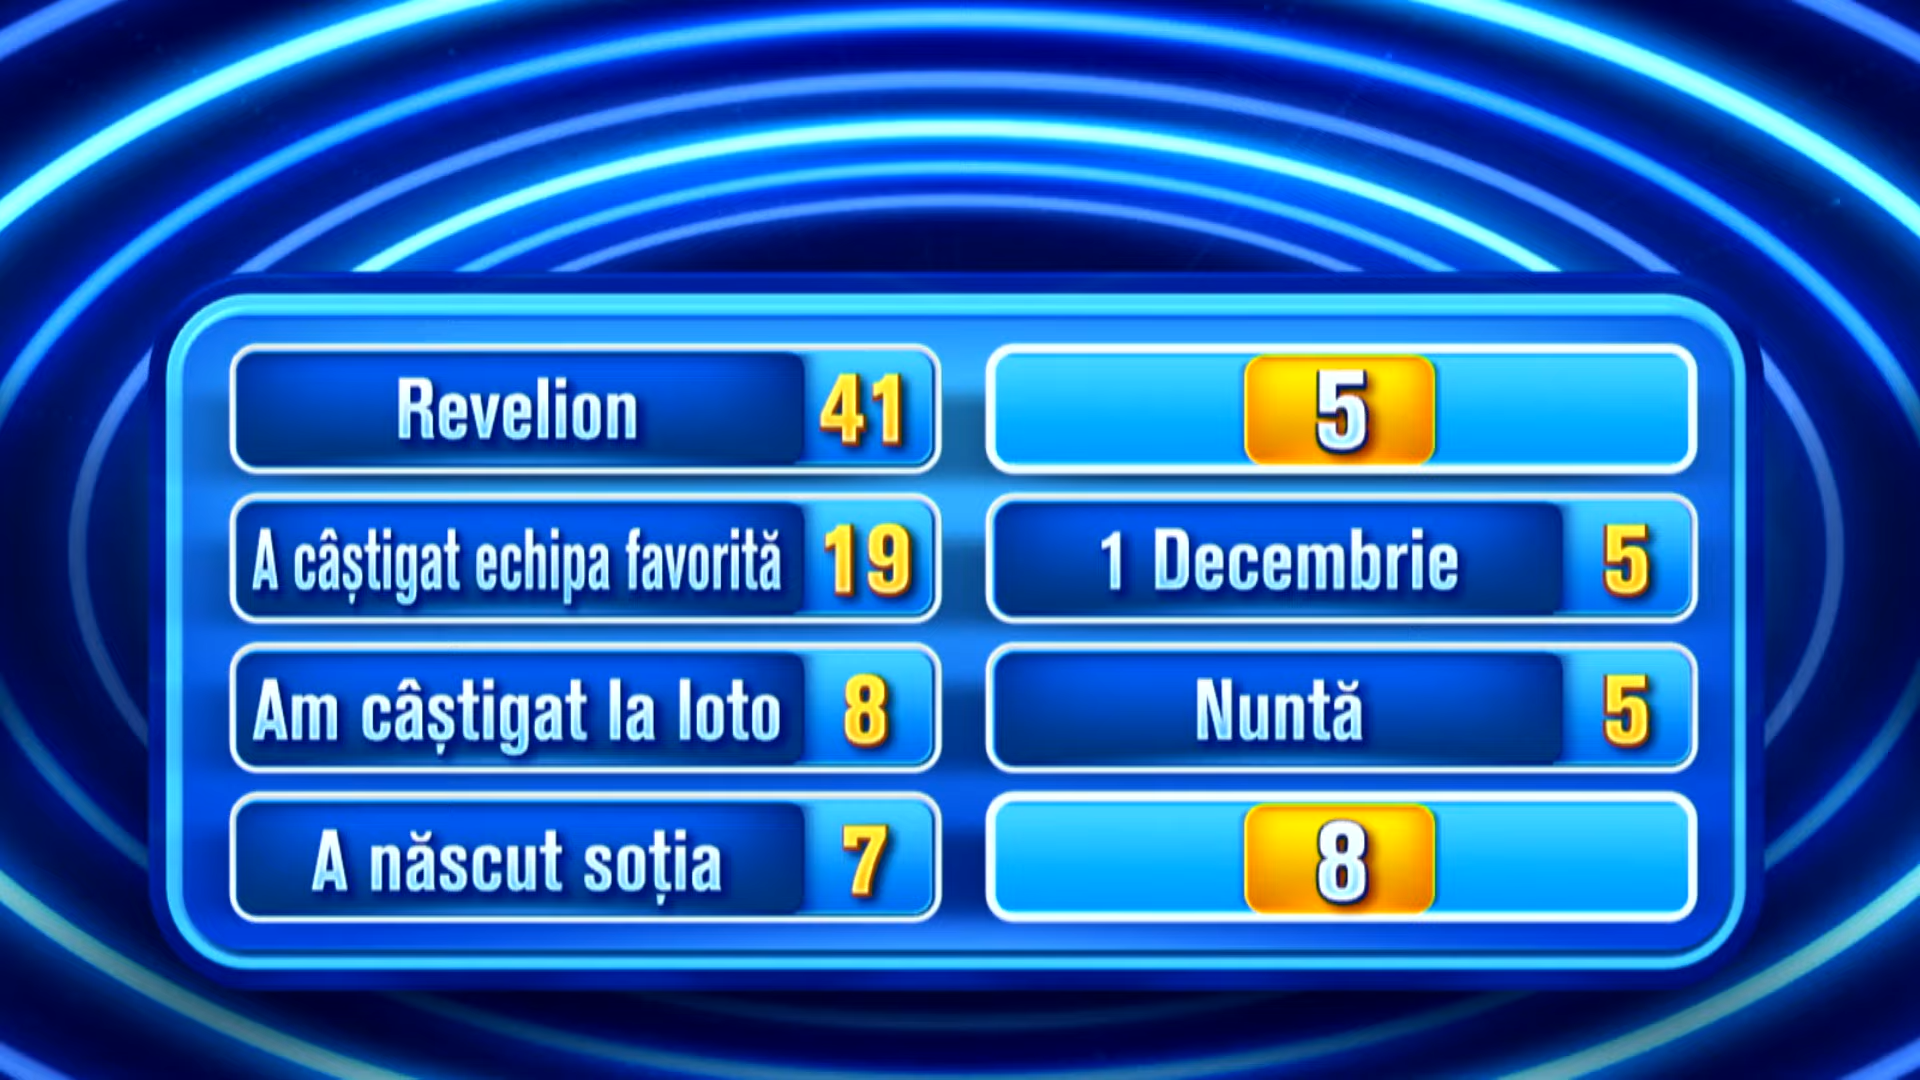 Revelion 41
A câștigat echipa favorită 19
Am câștigat la loto 8
A născut soția 7
5
1 Decembrie 5
Nuntă 5
8